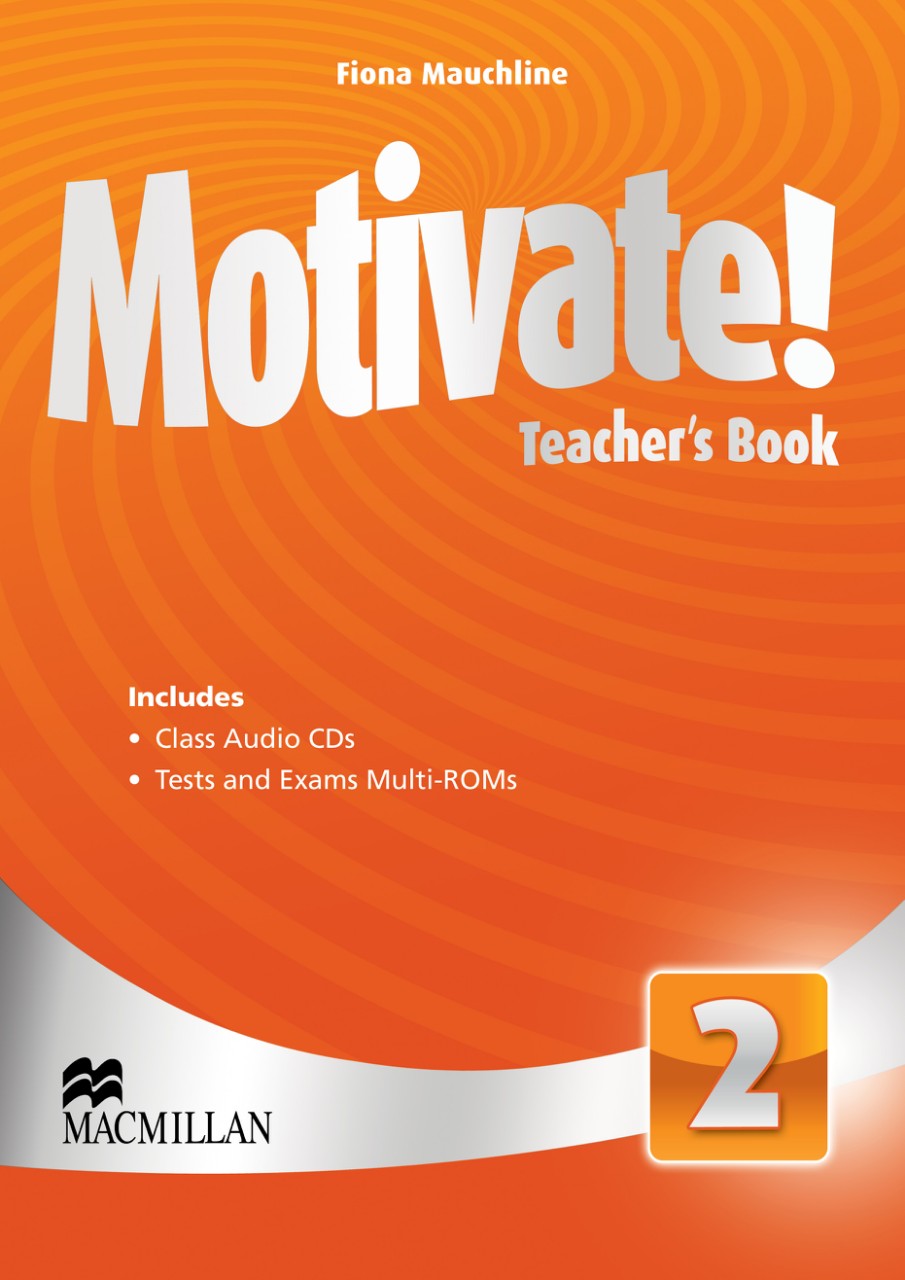 Fiona Mauchline
Motivate!
Teacher's Book
Includes
• Class Audio CDs
• Tests and Exams Multi-ROMs
2
MACMILLAN